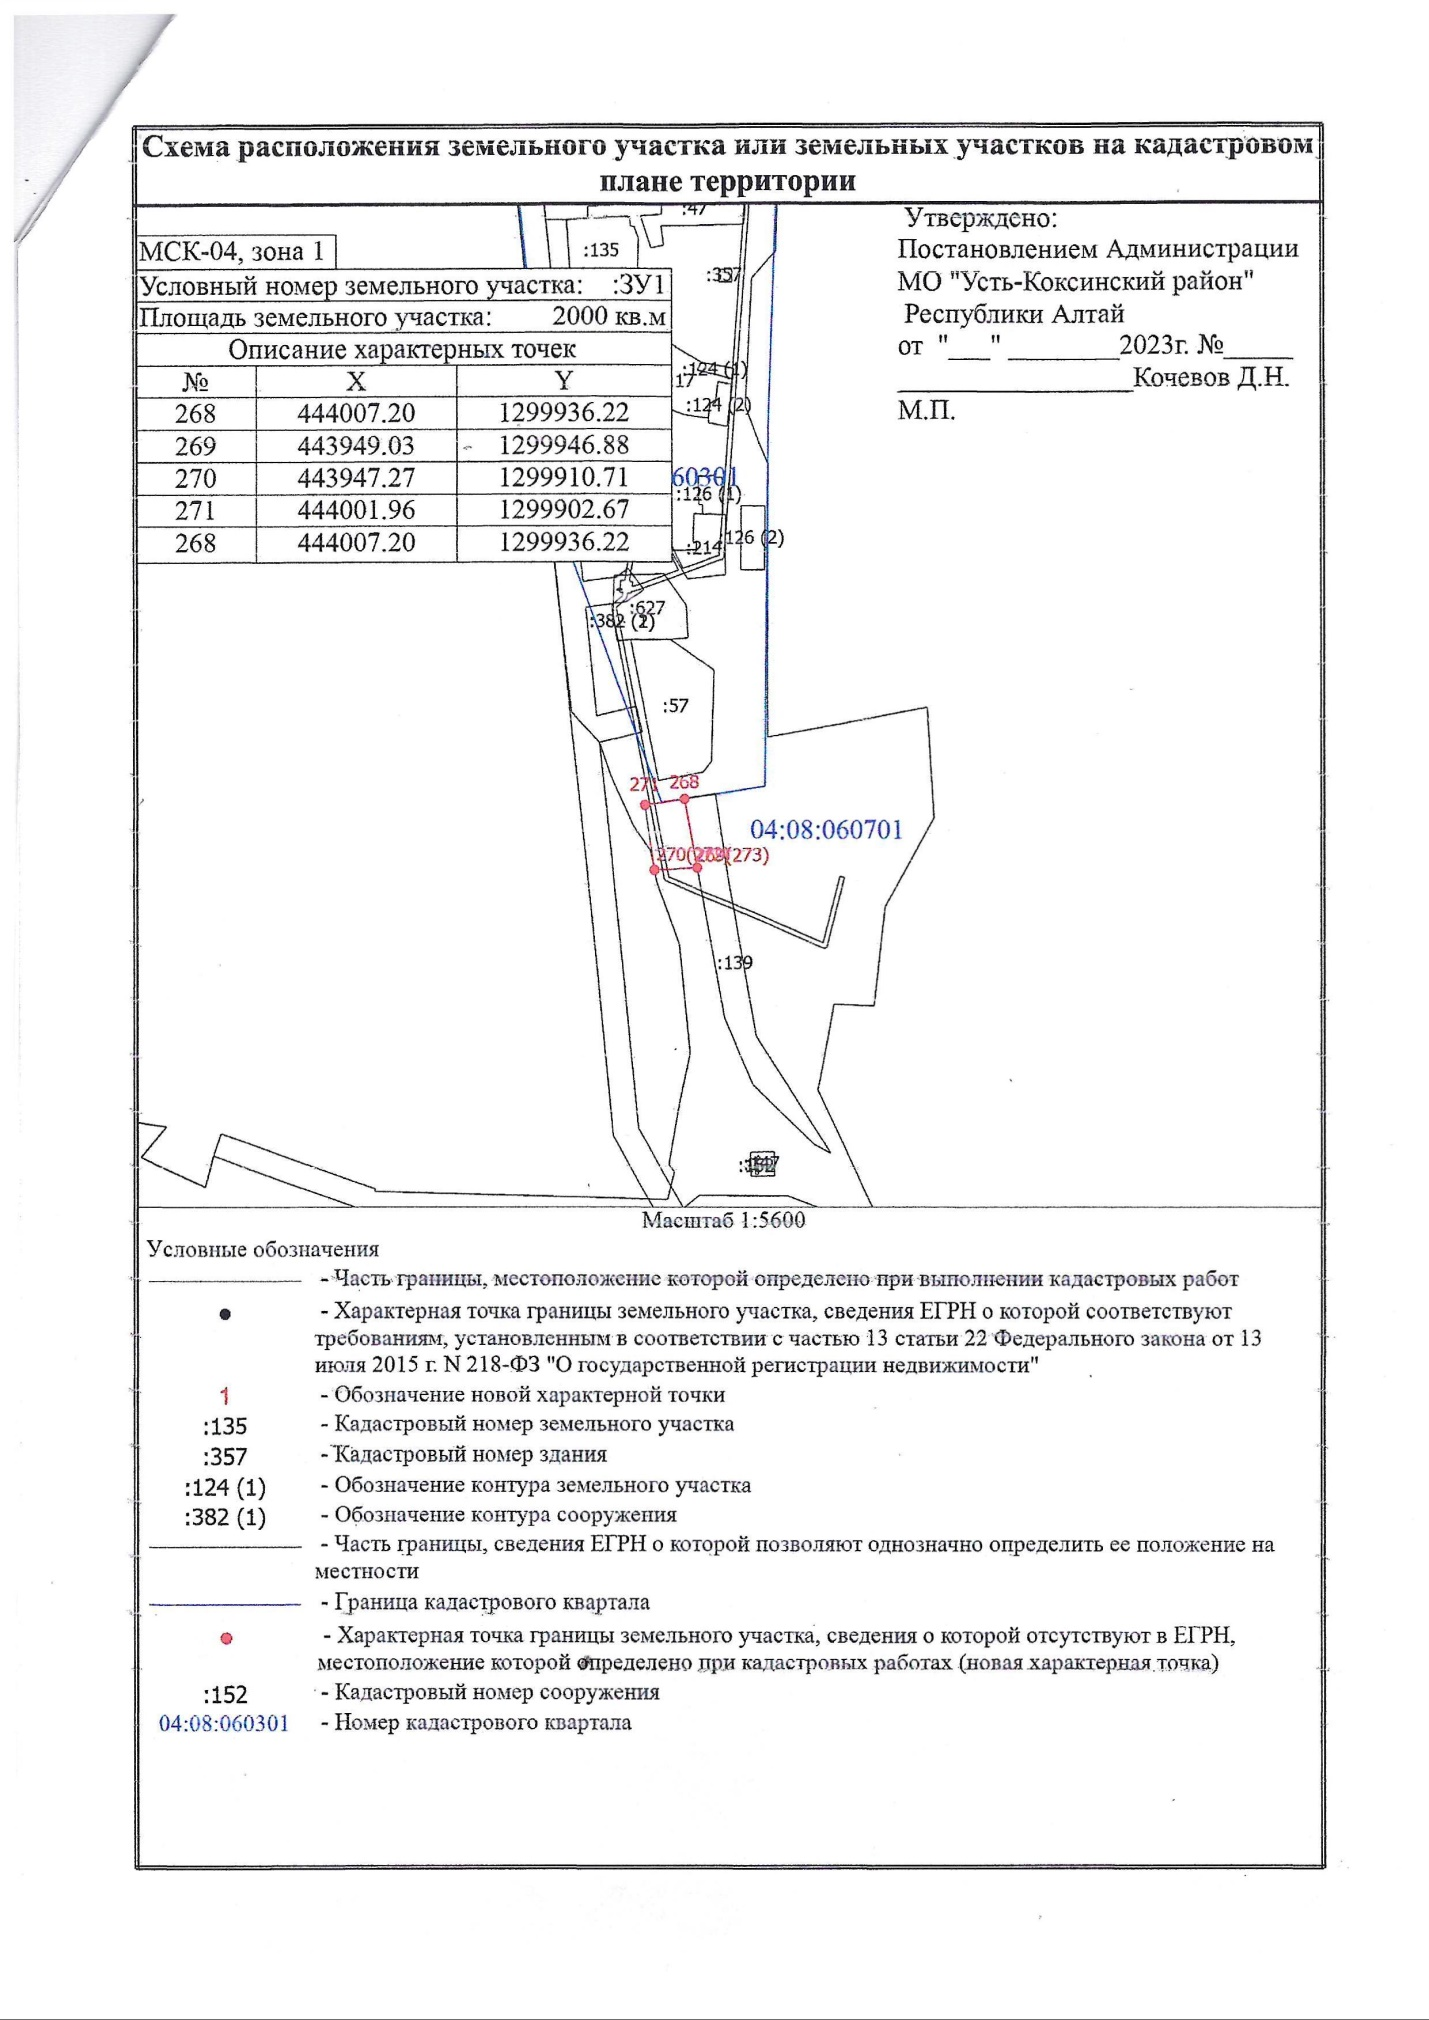 Схема расположения земельного участка или земельных участков на кадастровом
плане территории
МСК-04, зона 1
Условный номер земельного участка: :ЗУ1
Площадь земельного участка: 2000 кв.м
Описание характерных точек
№ X Y
268 444007.20 1299936.22
269 443949.03 1299946.88
270 443947.27 1299910.71
271 444001.96 1299902.67
268 444007.20 1299936.22
Утверждено:
Постановлением Администрации
МО "Усть-Коксинский район"
Республики Алтай
от "___" ________2023г. №_____
_________________Кочевов Д.Н.
М.П.
:47
:135
:357
:124 (1)
17
:124 (2)
60301
:126 (1)
126 (2)
:214
:627
:382 (2)
:57
271 268
04:08:060701
270( (273)
:139
Масштаб 1:5600
Условные обозначения
- Часть границы, местоположение которой определено при выполнении кадастровых работ
- Характерная точка границы земельного участка, сведения ЕГРН о которой соответствуют
требованиям, установленным в соответствии с частью 13 статьи 22 Федерального закона от 13
июля 2015 г. N 218-ФЗ "О государственной регистрации недвижимости"
1 - Обозначение новой характерной точки
:135 - Кадастровый номер земельного участка
:357 - Кадастровый номер здания
:124 (1) - Обозначение контура земельного участка
:382 (1) - Обозначение контура сооружения
- Часть границы, сведения ЕГРН о которой позволяют однозначно определить ее положение на
местности
- Граница кадастрового квартала
- Характерная точка границы земельного участка, сведения о которой отсутствуют в ЕГРН,
местоположение которой определено при кадастровых работах (новая характерная точка)
:152 - Кадастровый номер сооружения
04:08:060301 - Номер кадастрового квартала